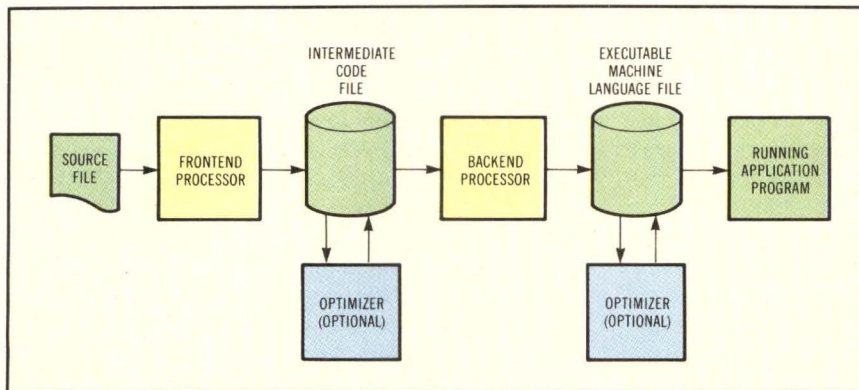 INTERMEDIATE
CODE
FILE
EXECUTABLE
MACHINE
LANGUAGE FILE
SOURCE
FILE
FRONTEND
PROCESSOR
BACKEND
PROCESSOR
RUNNING
APPLICATION
PROGRAM
OPTIMIZER
(OPTIONAL)
OPTIMIZER
(OPTIONAL)